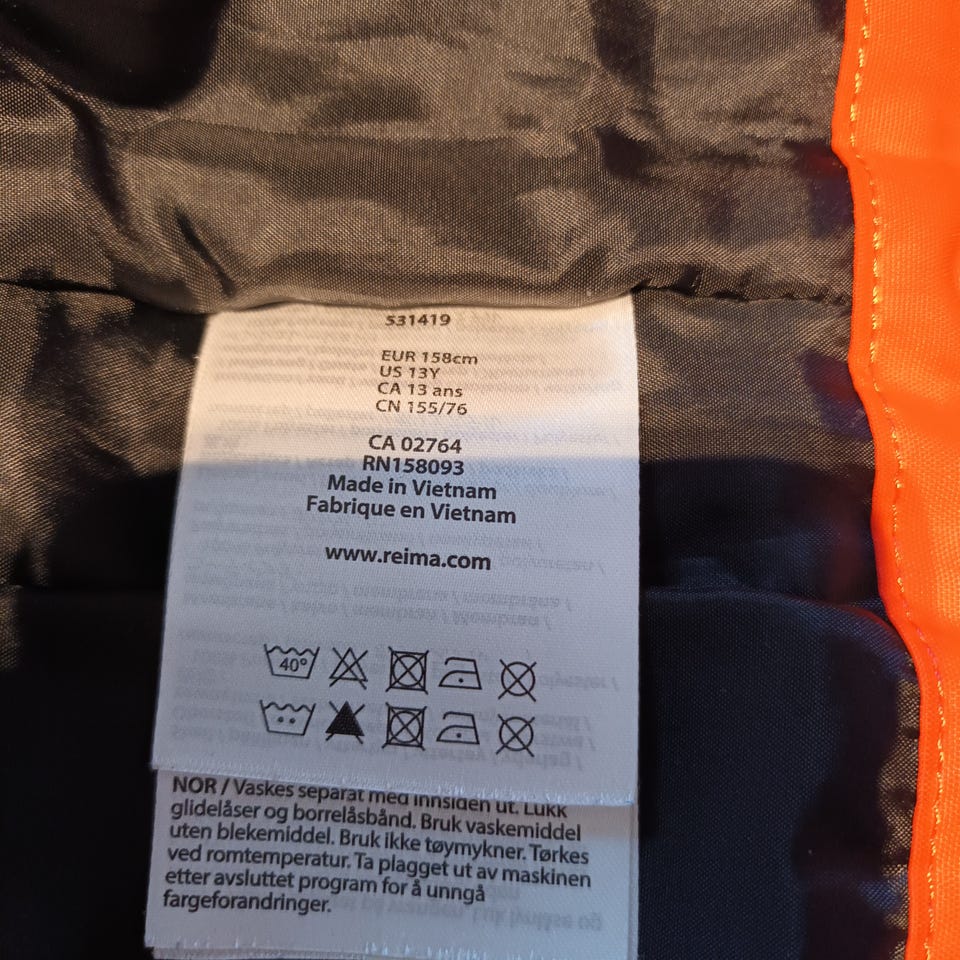 531419
EUR 158cm
US 13Y
CA 13 ans
CN 155/76
CA 02764
RN158093
Made in Vietnam
Fabrique en Vietnam
www.reima.com
40°
NOR / Vaskes separat med innsiden ut. Lukk
glidelåser og borrelåsbånd. Bruk vaskemiddel
uten blekemiddel. Bruk ikke tøymykner. Tørkes
ved romtemperatur. Ta plagget ut av maskinen
etter avsluttet program for å unngå
fargeforandringer.